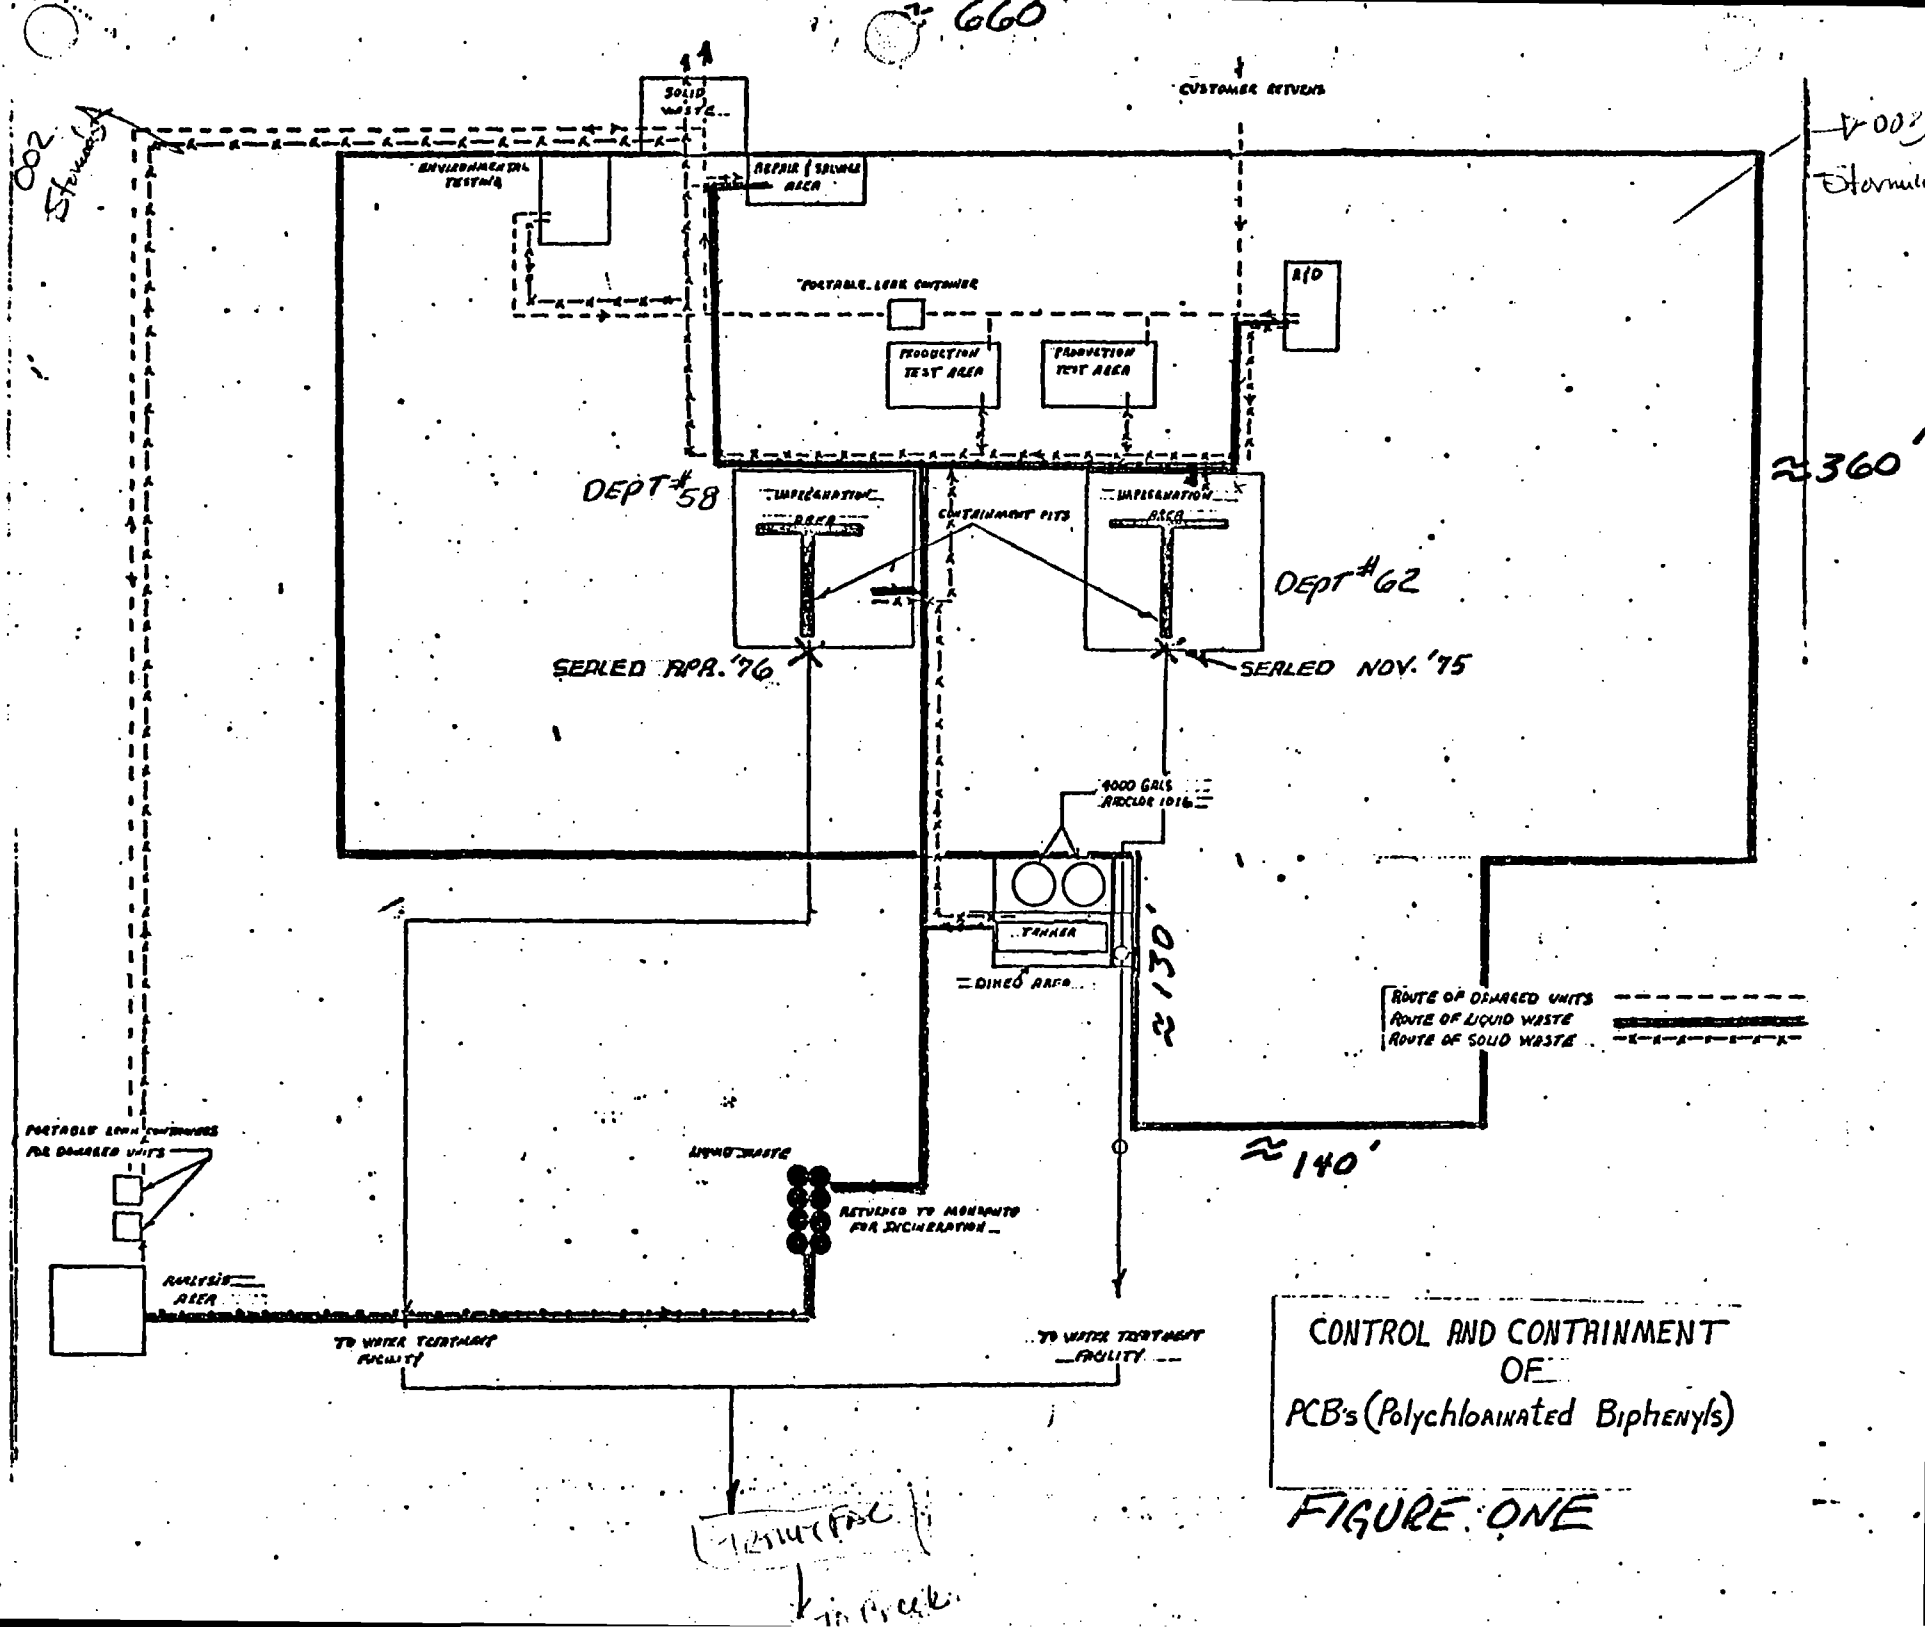 ≈ 660'
SOLID
WASTE
CUSTOMER RETURNS
002
008
ENVIRONMENTAL
TESTING
REPAIR & SALVAGE
AREA
R&D
PORTABLE LEAK CONTAINER
PRODUCTION
TEST AREA
PRODUCTION
TEST AREA
≈360'
DEPT #58
IMPREGNATION
AREA
CONTAINMENT PITS
IMPREGNATION
AREA
DEPT #62
SEALED APR. '76
SEALED NOV. '75
4000 GALS
AROCLOR 1016
TANKER
DIKED AREA
≈ 130'
ROUTE OF DAMAGED UNITS
ROUTE OF LIQUID WASTE
ROUTE OF SOLID WASTE
PORTABLE LEAK CONTAINERS
FOR DAMAGED UNITS
LIQUID WASTE
≈ 140'
RETURNED TO MONSANTO
FOR INCINERATION
ANALYSIS
AREA
TO WATER TREATMENT
FACILITY
TO WATER TREATMENT
FACILITY
CONTROL AND CONTAINMENT
OF
PCB's (Polychlorinated Biphenyls)
FIGURE ONE
to Creek